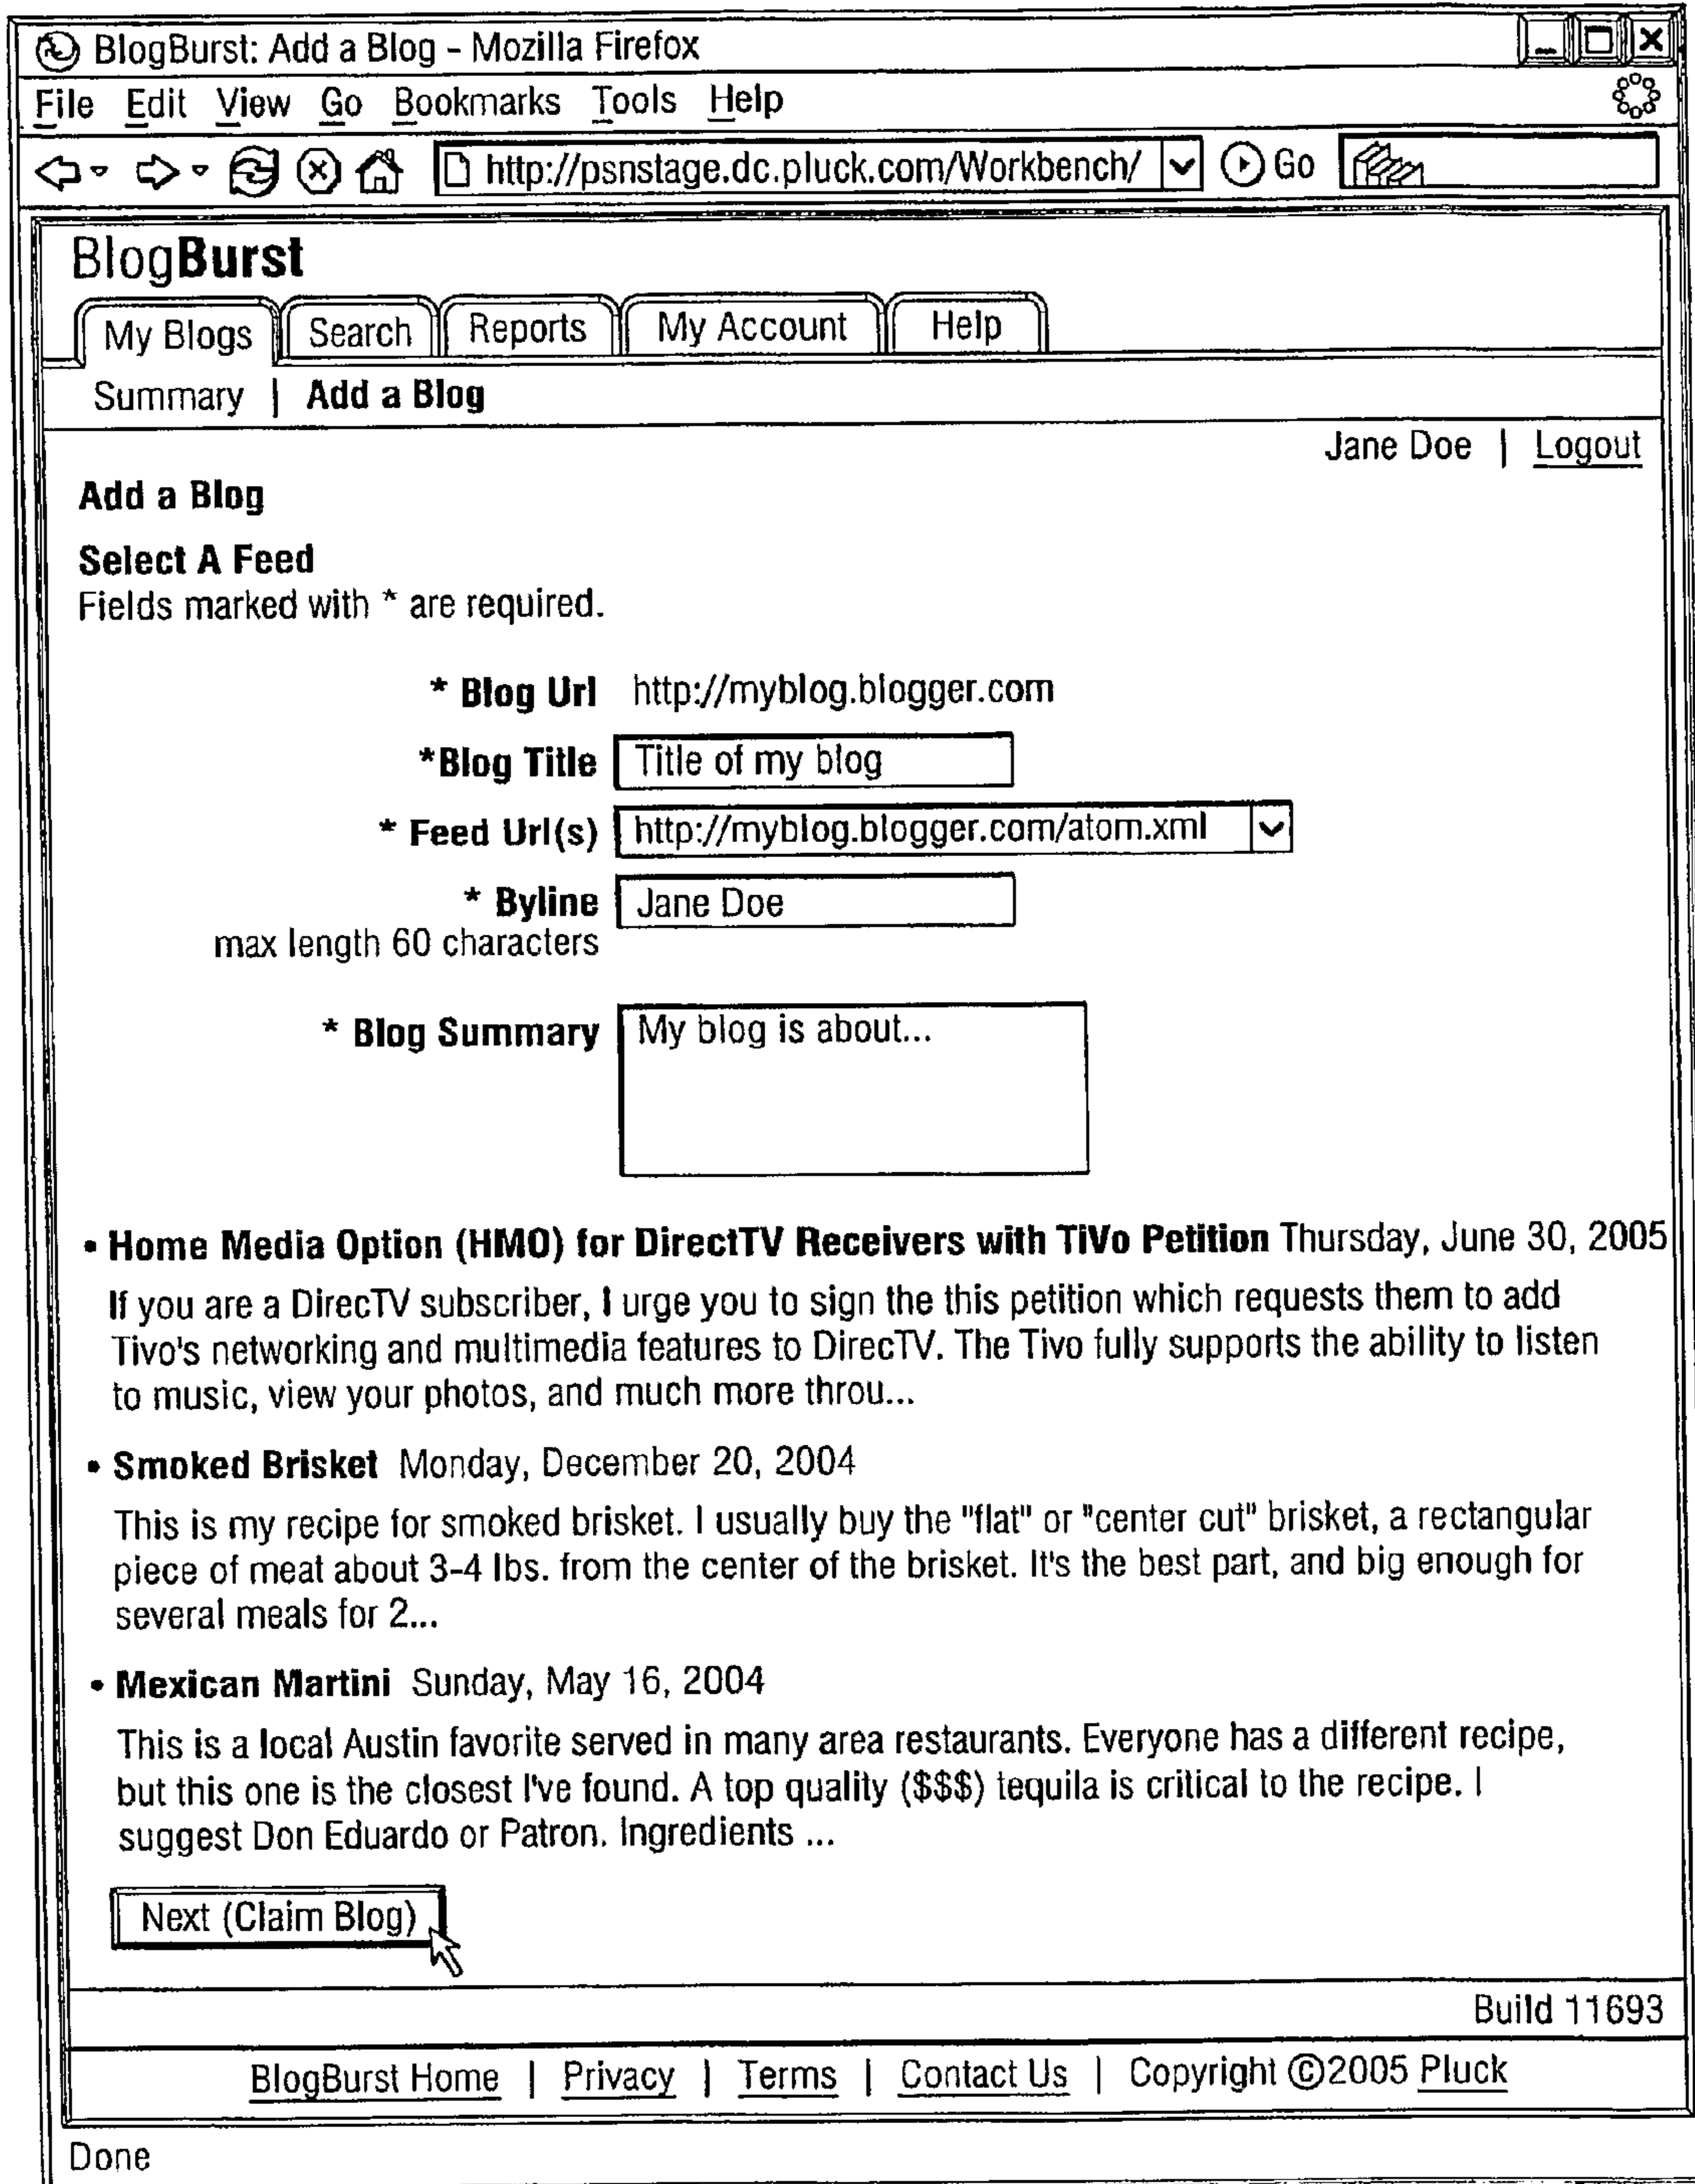 BlogBurst: Add a Blog - Mozilla Firefox
File Edit View Go Bookmarks Tools Help
http://psnstage.dc.pluck.com/Workbench/ Go
BlogBurst
My Blogs Search Reports My Account Help
Summary | Add a Blog
Jane Doe | Logout
Add a Blog
Select A Feed
Fields marked with * are required.
* Blog Url http://myblog.blogger.com
*Blog Title Title of my blog
* Feed Url(s) http://myblog.blogger.com/atom.xml
* Byline Jane Doe
max length 60 characters
* Blog Summary My blog is about...
• Home Media Option (HMO) for DirectTV Receivers with TiVo Petition Thursday, June 30, 2005
If you are a DirecTV subscriber, I urge you to sign the this petition which requests them to add
Tivo's networking and multimedia features to DirecTV. The Tivo fully supports the ability to listen
to music, view your photos, and much more throu...
• Smoked Brisket Monday, December 20, 2004
This is my recipe for smoked brisket. I usually buy the "flat" or "center cut" brisket, a rectangular
piece of meat about 3-4 lbs. from the center of the brisket. It's the best part, and big enough for
several meals for 2...
• Mexican Martini Sunday, May 16, 2004
This is a local Austin favorite served in many area restaurants. Everyone has a different recipe,
but this one is the closest I've found. A top quality ($$$) tequila is critical to the recipe. I
suggest Don Eduardo or Patron. Ingredients ...
Next (Claim Blog)
Build 11693
BlogBurst Home | Privacy | Terms | Contact Us | Copyright ©2005 Pluck
Done